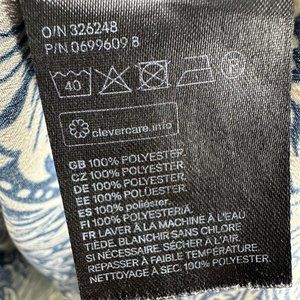 O/N 326248
P/N 0699609 8
40
clevercare.info
GB 100% POLYESTER.
CZ 100% POLYESTER.
DE 100% POLYESTER.
EE 100% POLÜESTER.
ES 100% poliéster.
FI 100% POLYESTERIÄ.
FR LAVER À LA MACHINE À L'EAU
TIÈDE. BLANCHIR SANS CHLORE
SI NÉCESSAIRE. SÉCHER À L'AIR.
REPASSER À FAIBLE TEMPÉRATURE.
NETTOYAGE À SEC 100%